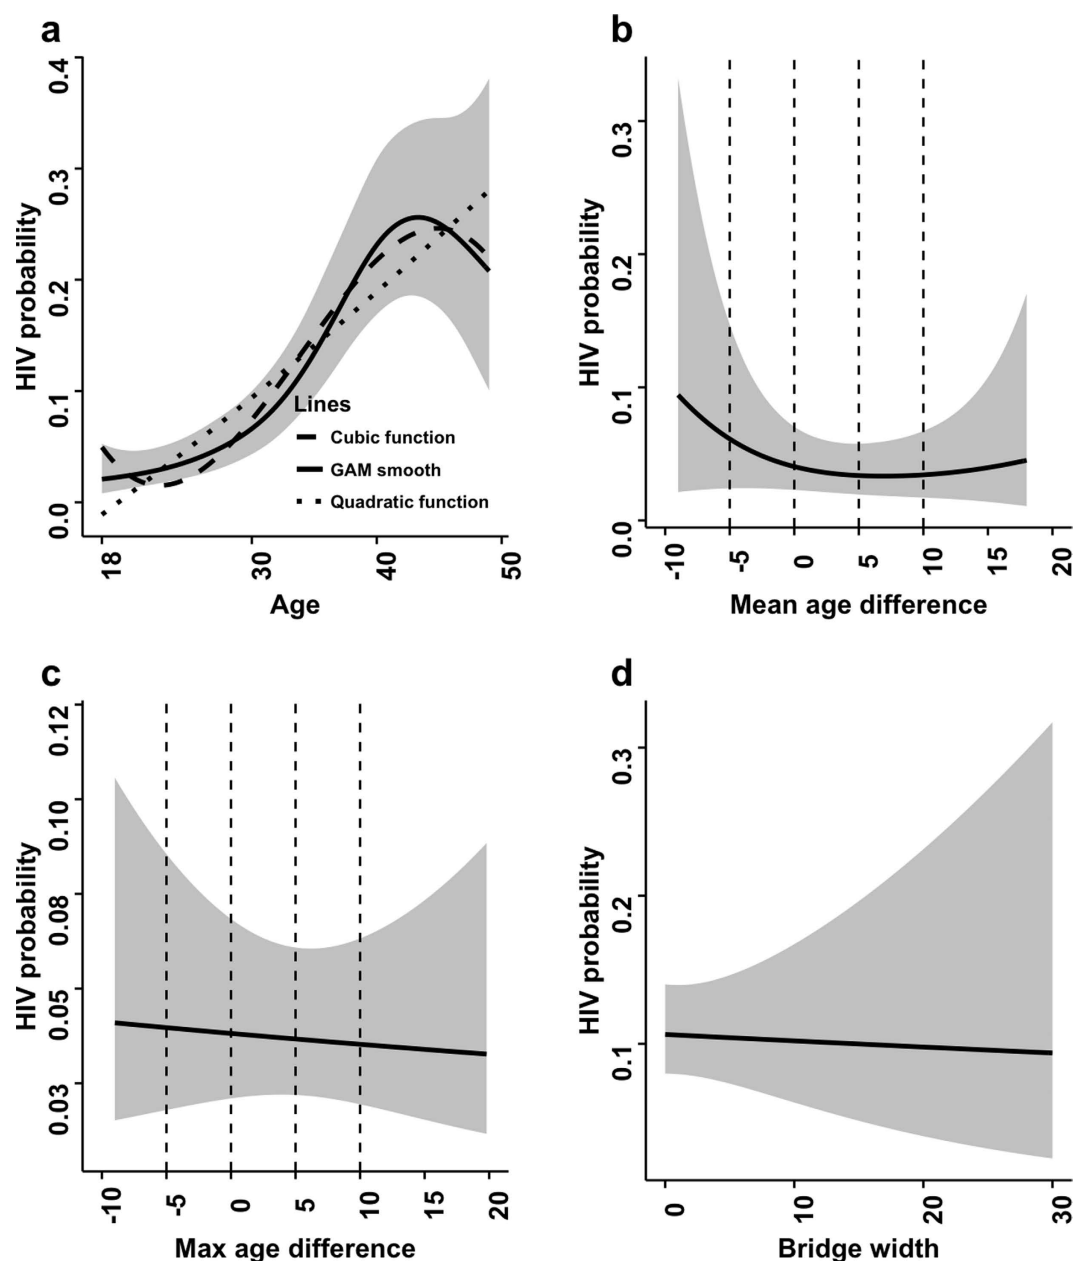 a
HIV probability
0.4
0.3
0.2
0.1
0.0
Lines
Cubic function
GAM smooth
Quadratic function
18
30
40
50
Age
b
HIV probability
0.3
0.2
0.1
0.0
-10
-5
0
5
10
15
20
Mean age difference
c
HIV probability
0.12
0.10
0.08
0.05
0.03
-10
-5
0
5
10
15
20
Max age difference
d
HIV probability
0.3
0.2
0.1
0
10
20
30
Bridge width